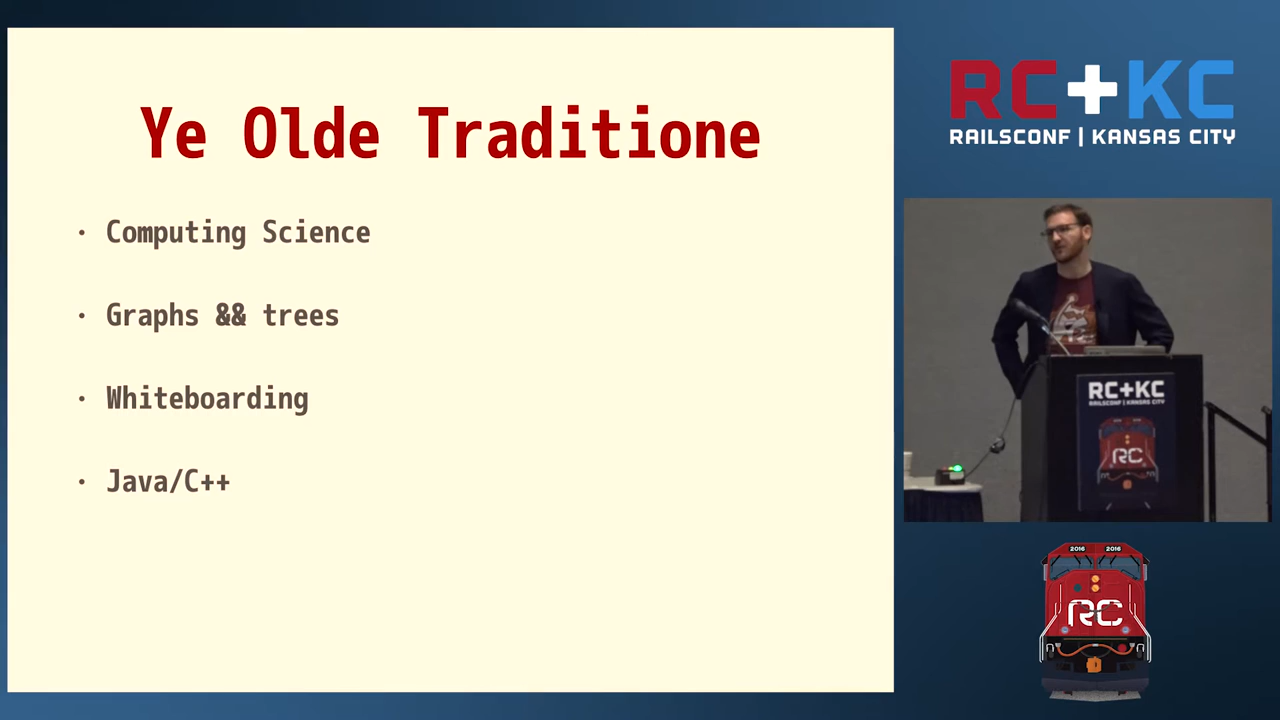 Ye Olde Traditione
· Computing Science
· Graphs && trees
· Whiteboarding
· Java/C++
RC+KC
RAILSCONF | KANSAS CITY
RC+KC
RAILSCONF | KANSAS CITY
RC
2016 2016
RC